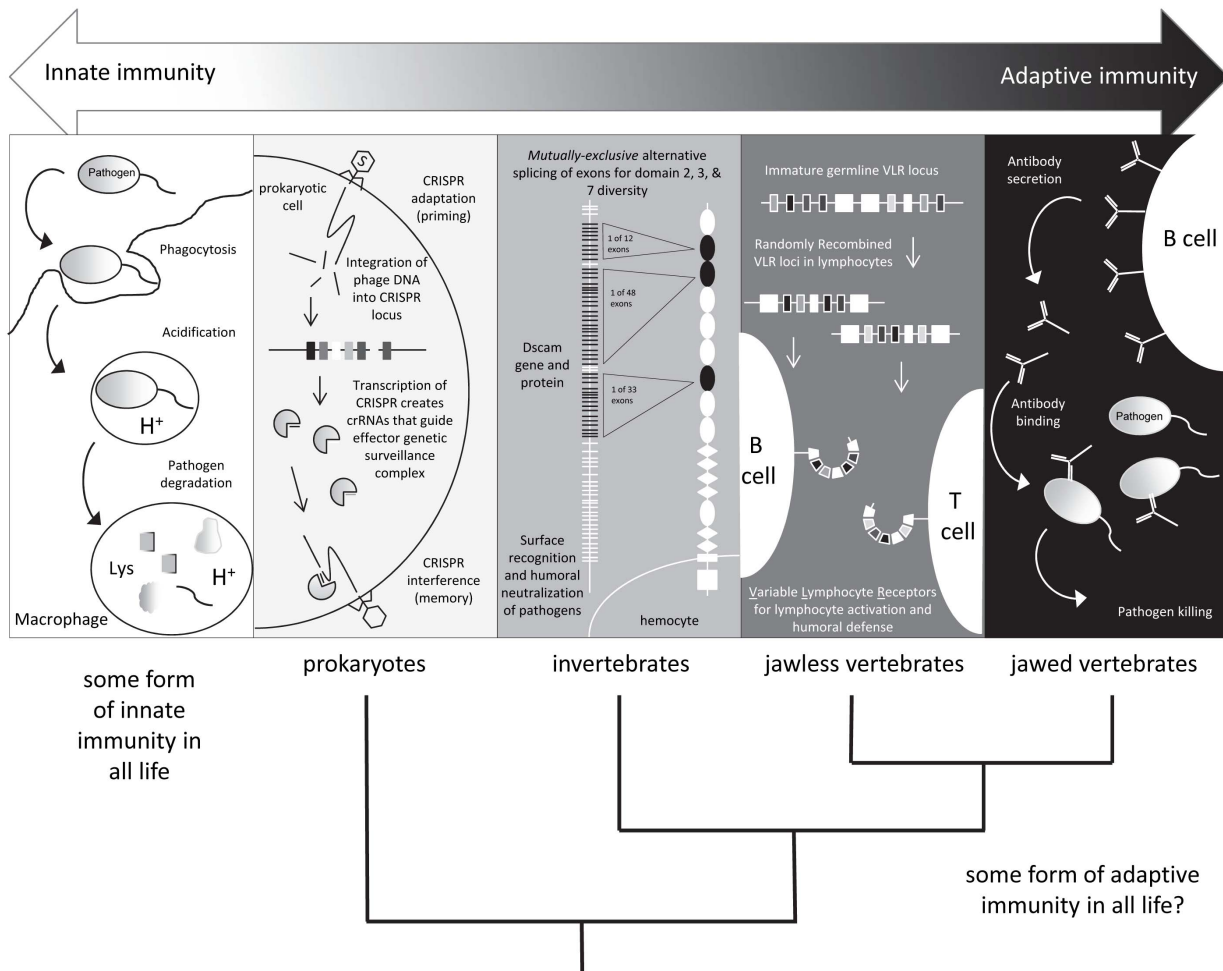 Innate immunity
Adaptive immunity
Pathogen
Phagocytosis
Acidification
H+
Pathogen
degradation
Lys
H+
Macrophage
S
prokaryotic
cell
CRISPR
adaptation
(priming)
Integration of
phage DNA
into CRISPR
locus
Transcription of
CRISPR creates
crRNAs that guide
effector genetic
surveillance
complex
CRISPR
interference
(memory)
Mutually-exclusive alternative
splicing of exons for domain 2, 3, &
7 diversity
1 of 12
exons
1 of 48
exons
Dscam
gene and
protein
1 of 33
exons
Surface
recognition
and humoral
neutralization
of pathogens
hemocyte
Immature germline VLR locus
Randomly Recombined
VLR loci in lymphocytes
B
cell
T
cell
Variable Lymphocyte Receptors
for lymphocyte activation and
humoral defense
Antibody
secretion
B cell
Antibody
binding
Pathogen
Pathogen killing
some form
of innate
immunity in
all life
prokaryotes
invertebrates
jawless vertebrates
jawed vertebrates
some form of adaptive
immunity in all life?